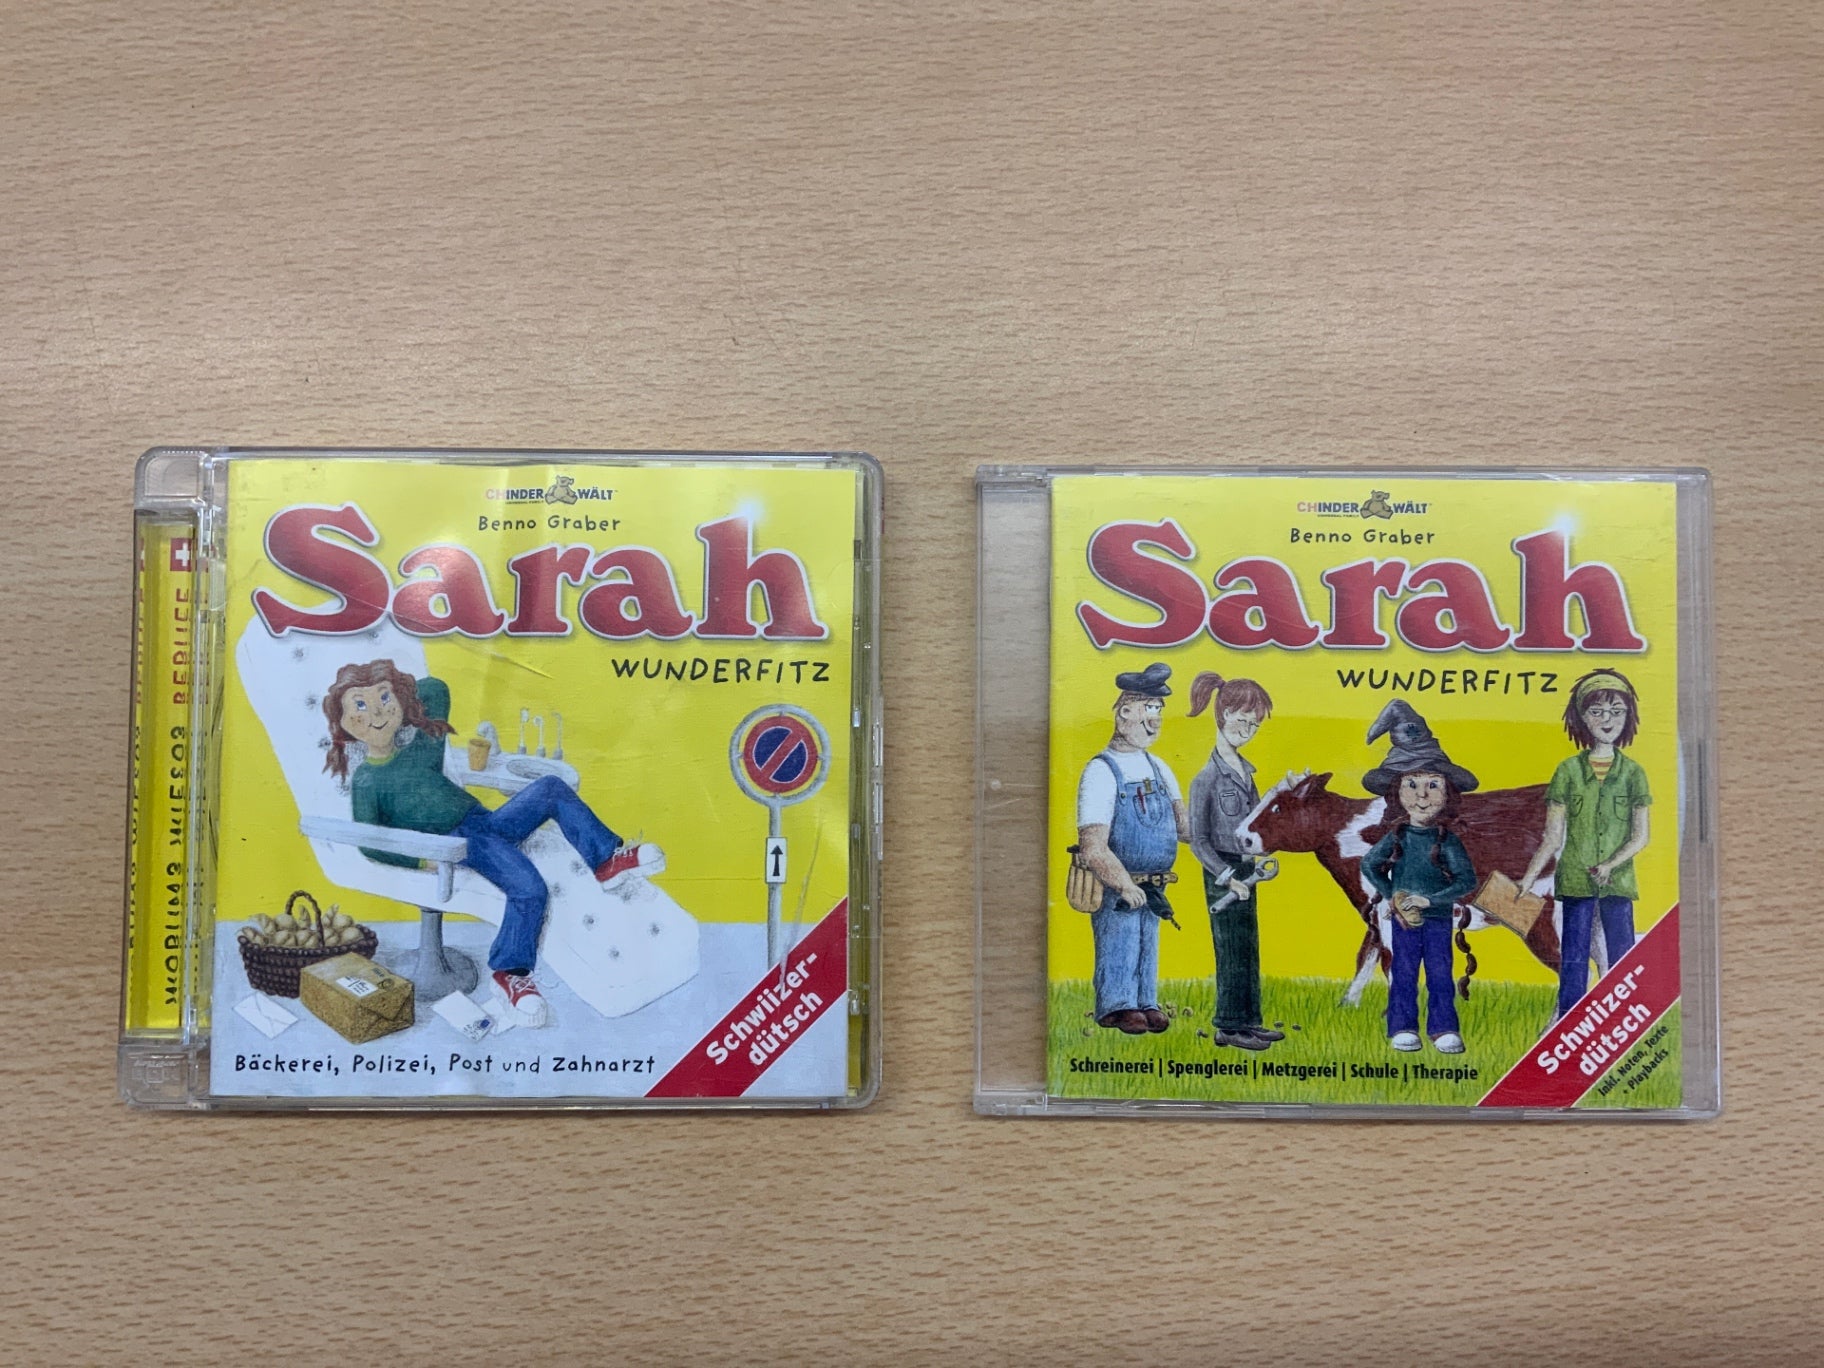 CHINDER WÄLT
Benno Graber
Sarah
WUNDERFITZ
Schwiizer-
dütsch
Bäckerei, Polizei, Post und Zahnarzt
CHINDER WÄLT
Benno Graber
Sarah
WUNDERFITZ
Schreinerei | Spenglerei | Metzgerei | Schule | Therapie
Schwiizer-
dütsch
Inkl. Noten, Texte
+ Playbacks